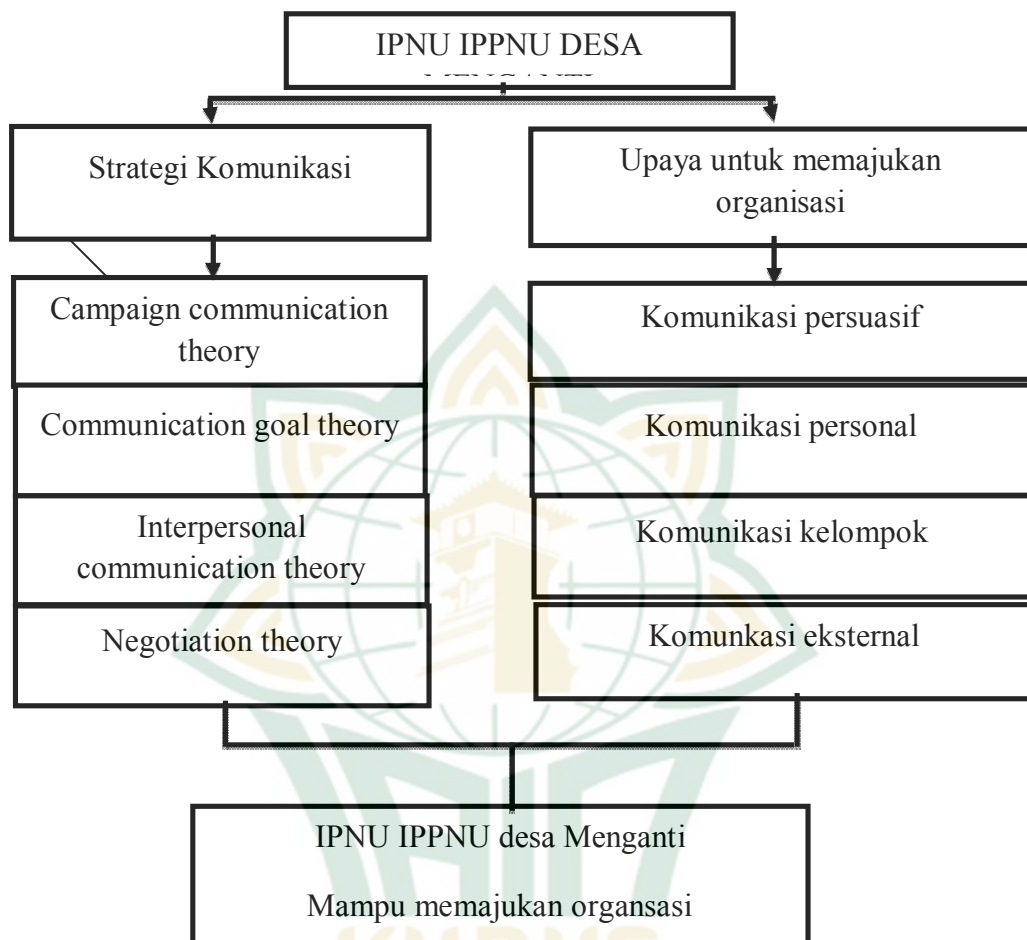 IPNU IPPNU DESA
Strategi Komunikasi
Upaya untuk memajukan
organisasi
Campaign communication
theory
Communication goal theory
Interpersonal
communication theory
Negotiation theory
Komunikasi persuasif
Komunikasi personal
Komunikasi kelompok
Komunkasi eksternal
IPNU IPPNU desa Menganti
Mampu memajukan organsasi